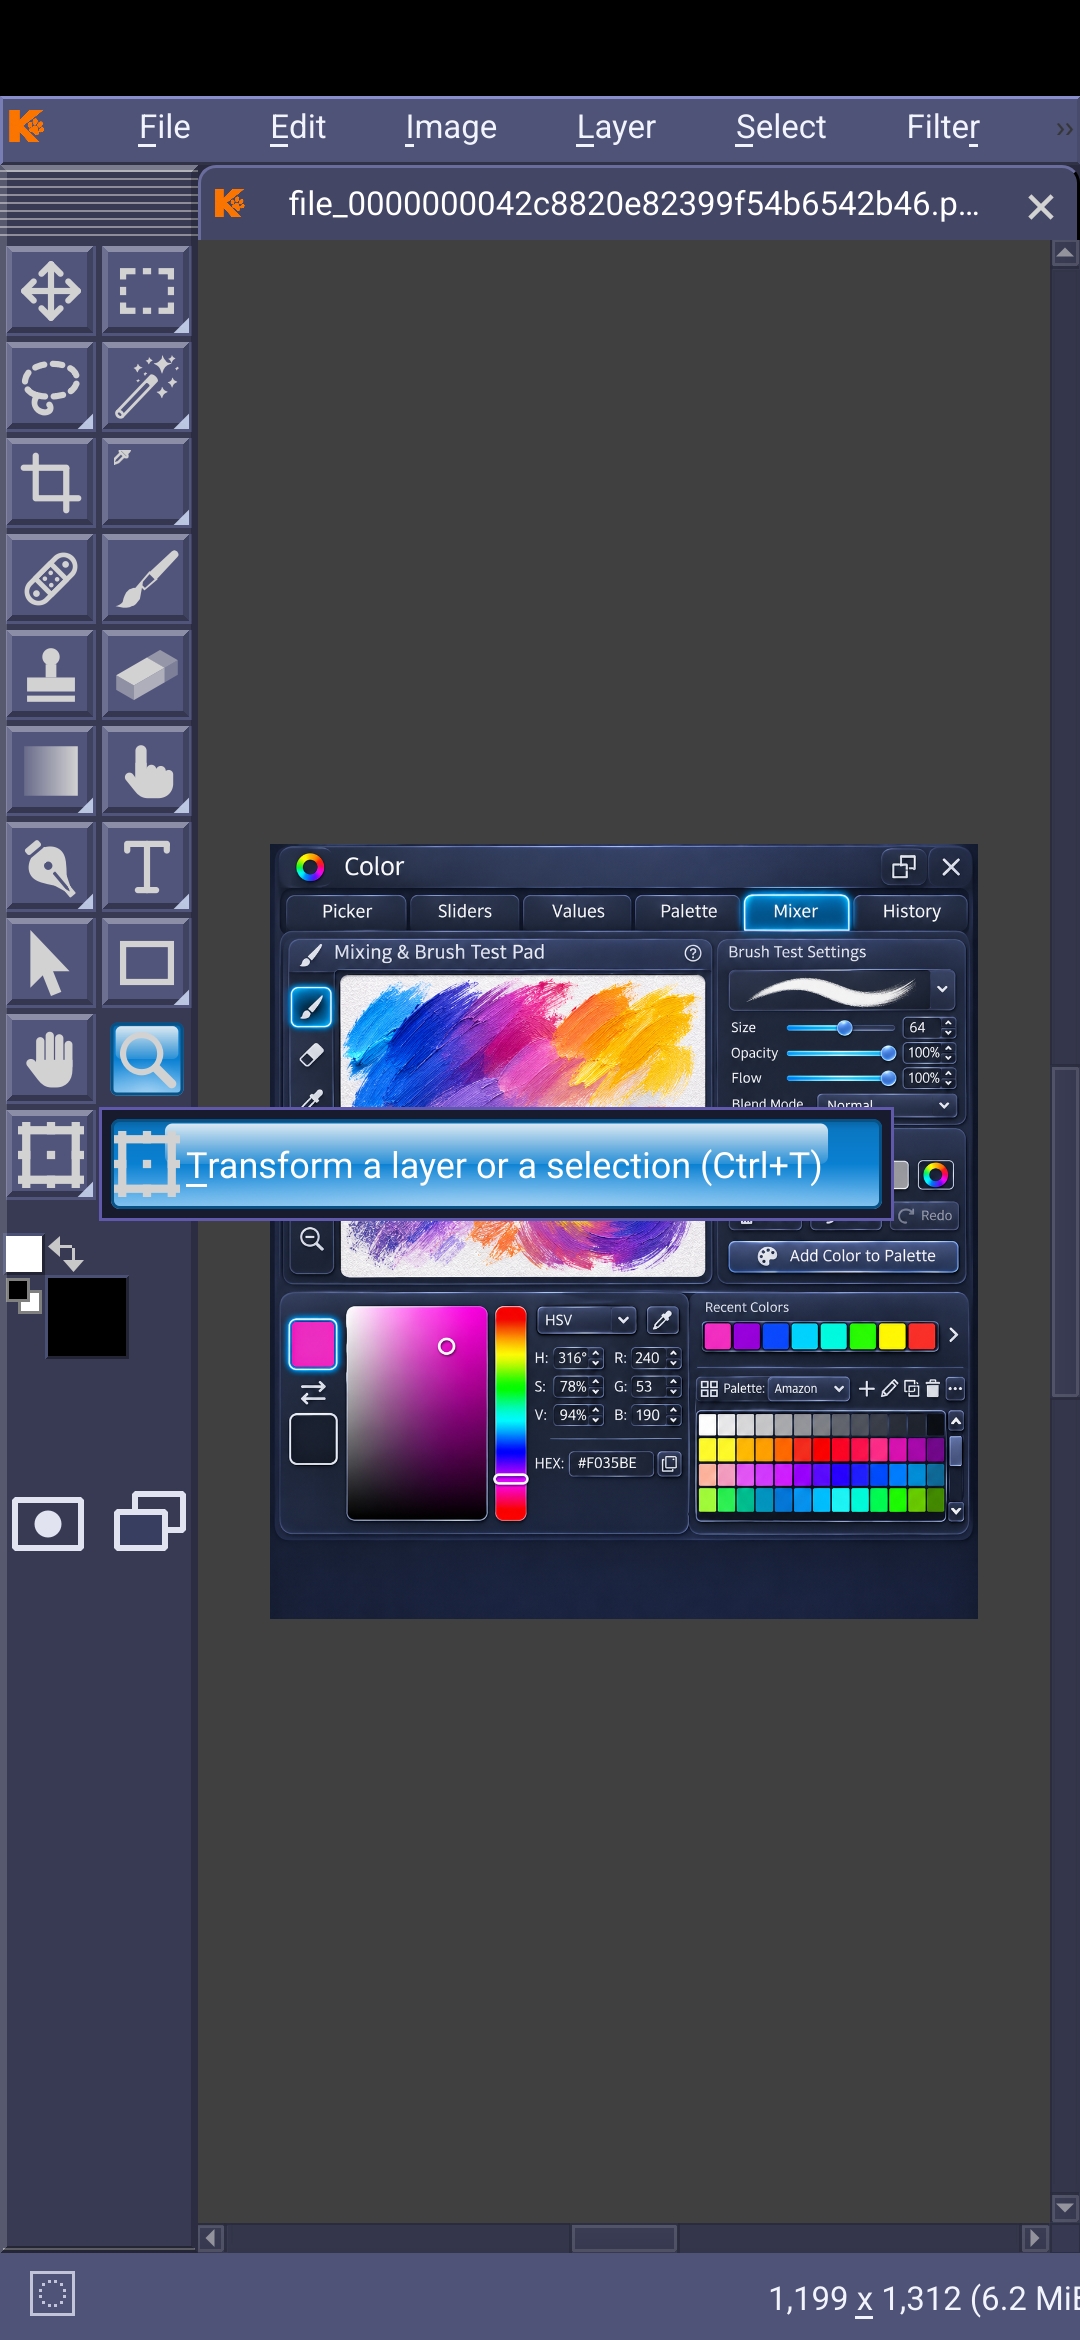 File Edit Image Layer Select Filter »
file_0000000042c8820e82399f54b6542b46.p...
Color
Picker Sliders Values Palette Mixer History
Mixing & Brush Test Pad
Brush Test Settings
Size 64
Opacity 100%
Flow 100%
Blend Mode Normal
Transform a layer or a selection (Ctrl+T)
Redo
Add Color to Palette
HSV
H: 316° R: 240
S: 78% G: 53
V: 94% B: 190
HEX: #F035BE
Recent Colors
Palette: Amazon
1,199 x 1,312 (6.2 MiB